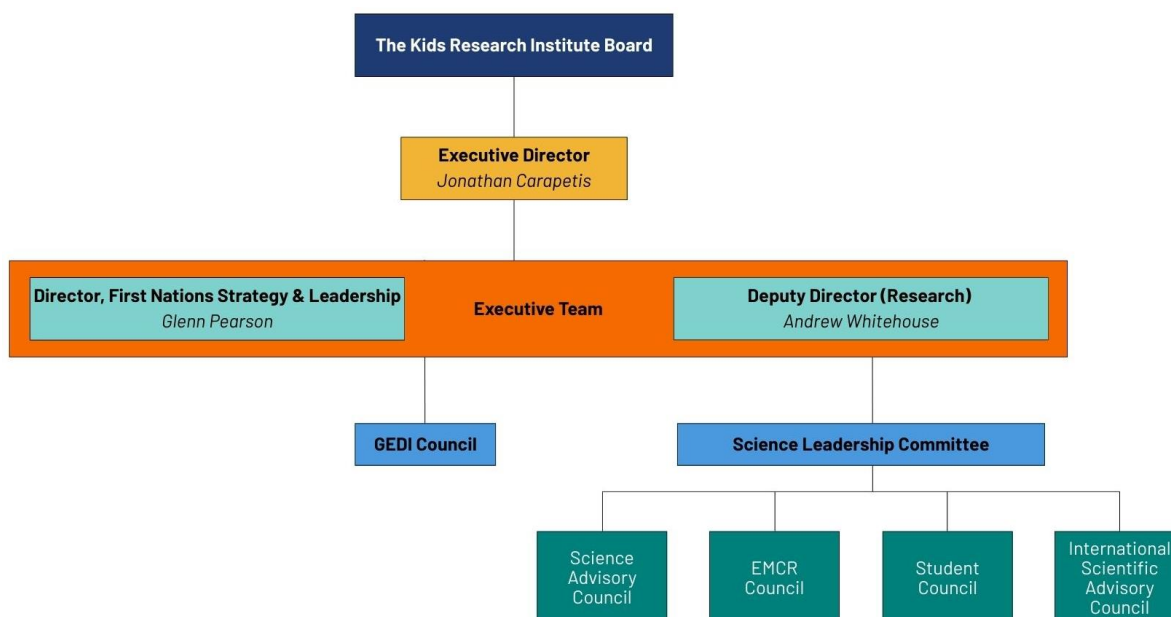 The Kids Research Institute Board
Executive Director
Jonathan Carapetis
Director, First Nations Strategy & Leadership
Glenn Pearson
Executive Team
Deputy Director (Research)
Andrew Whitehouse
GEDI Council
Science Leadership Committee
Science
Advisory
Council
EMCR
Council
Student
Council
International
Scientific
Advisory
Council